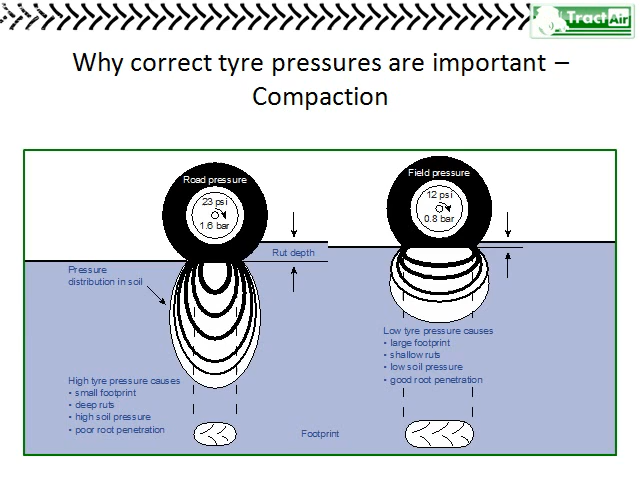 TractAir
Why correct tyre pressures are important –
Compaction
Road pressure
23 psi
1.6 bar
Field pressure
12 psi
0.8 bar
Rut depth
Pressure
distribution in soil
Low tyre pressure causes
• large footprint
• shallow ruts
• low soil pressure
• good root penetration
High tyre pressure causes
• small footprint
• deep ruts
• high soil pressure
• poor root penetration
Footprint